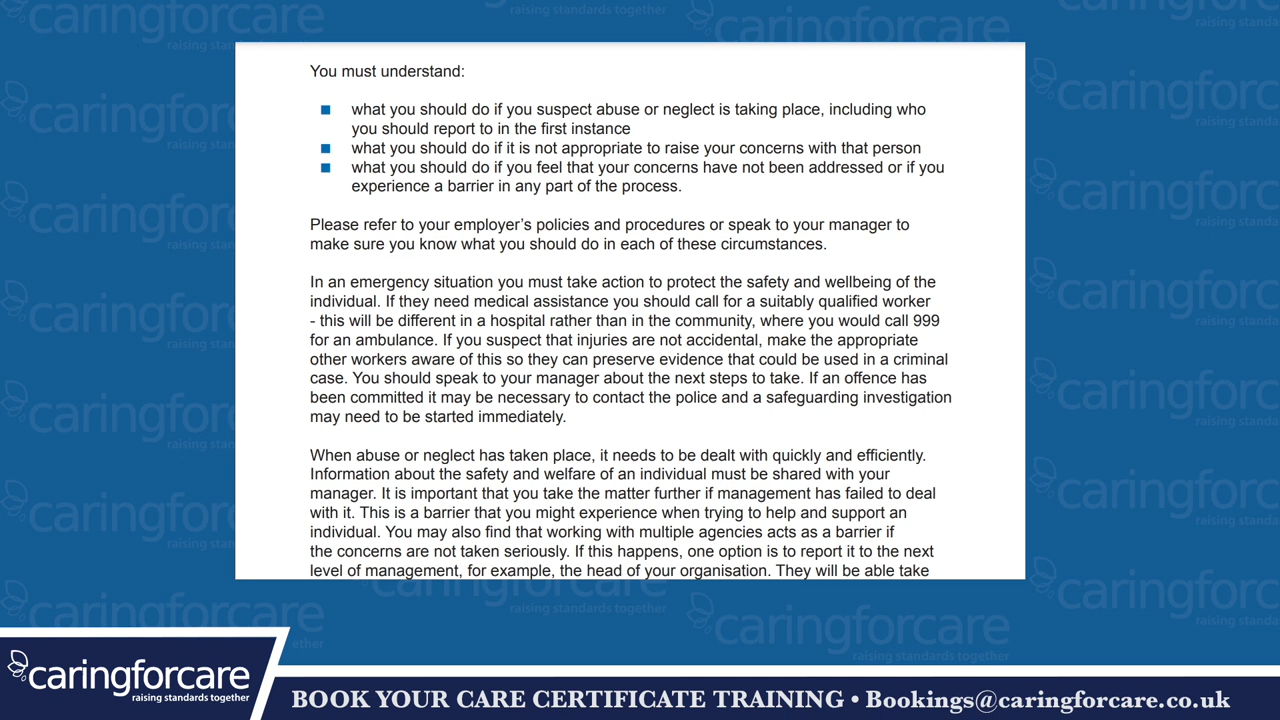 You must understand:
■ what you should do if you suspect abuse or neglect is taking place, including who
you should report to in the first instance
■ what you should do if it is not appropriate to raise your concerns with that person
■ what you should do if you feel that your concerns have not been addressed or if you
experience a barrier in any part of the process.
Please refer to your employer’s policies and procedures or speak to your manager to
make sure you know what you should do in each of these circumstances.
In an emergency situation you must take action to protect the safety and wellbeing of the
individual. If they need medical assistance you should call for a suitably qualified worker
- this will be different in a hospital rather than in the community, where you would call 999
for an ambulance. If you suspect that injuries are not accidental, make the appropriate
other workers aware of this so they can preserve evidence that could be used in a criminal
case. You should speak to your manager about the next steps to take. If an offence has
been committed it may be necessary to contact the police and a safeguarding investigation
may need to be started immediately.
When abuse or neglect has taken place, it needs to be dealt with quickly and efficiently.
Information about the safety and welfare of an individual must be shared with your
manager. It is important that you take the matter further if management has failed to deal
with it. This is a barrier that you might experience when trying to help and support an
individual. You may also find that working with multiple agencies acts as a barrier if
the concerns are not taken seriously. If this happens, one option is to report it to the next
level of management, for example, the head of your organisation. They will be able take
caringforcare
raising standards together
BOOK YOUR CARE CERTIFICATE TRAINING • Bookings@caringforcare.co.uk